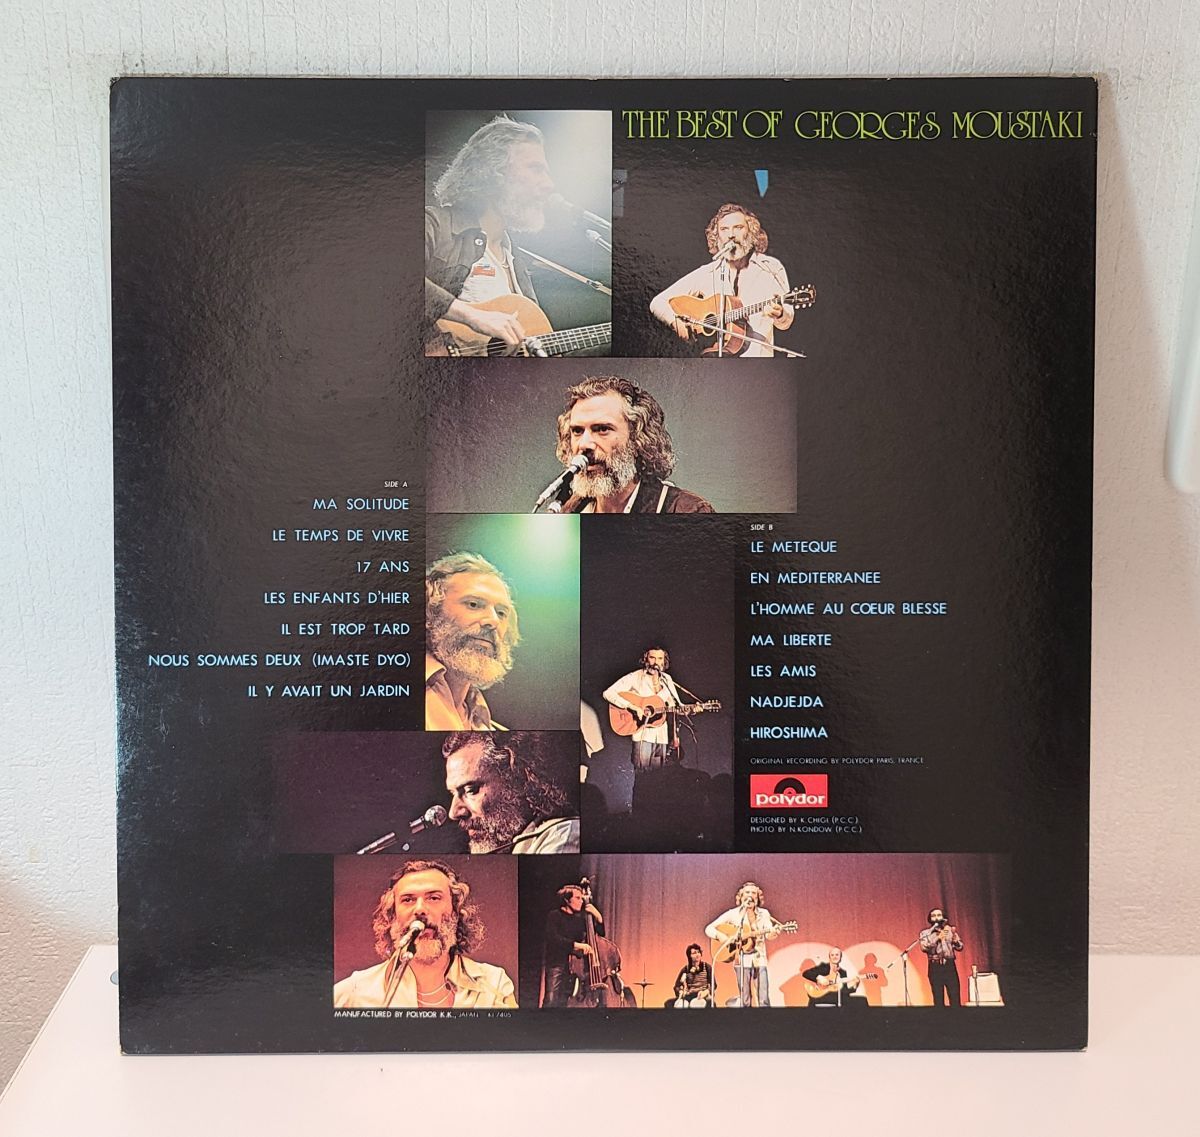 THE BEST OF GEORGES MOUSTAKI
SIDE A
MA SOLITUDE
LE TEMPS DE VIVRE
17 ANS
LES ENFANTS D'HIER
IL EST TROP TARD
NOUS SOMMES DEUX (IMASTE DYO)
IL Y AVAIT UN JARDIN
SIDE B
LE METEQUE
EN MEDITERRANEE
L'HOMME AU CŒUR BLESSE
MA LIBERTE
LES AMIS
NADJEJDA
HIROSHIMA
ORIGINAL RECORDING BY POLYDOR PARIS, FRANCE
polydor
DESIGNED BY K.CHIGI. (P.C.C.)
PHOTO BY N.KONDOW (P.C.C.)
MANUFACTURED BY POLYDOR K.K., JAPAN